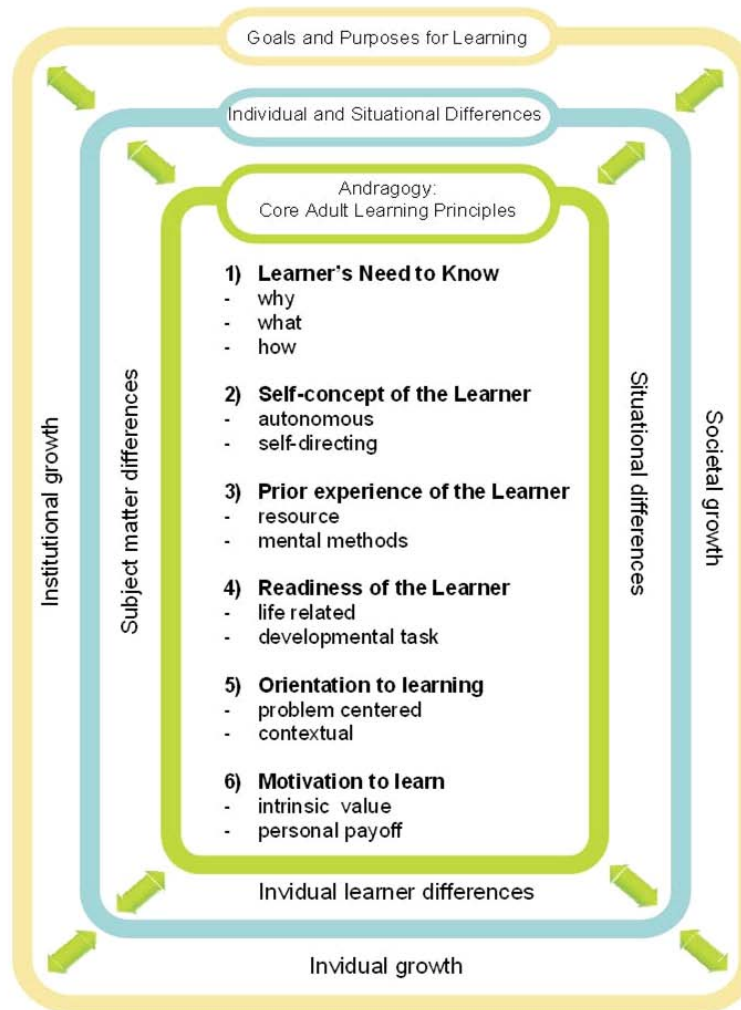 Goals and Purposes for Learning
Individual and Situational Differences
Andragogy:
Core Adult Learning Principles
1) Learner's Need to Know
- why
- what
- how
2) Self-concept of the Learner
- autonomous
- self-directing
3) Prior experience of the Learner
- resource
- mental methods
4) Readiness of the Learner
- life related
- developmental task
5) Orientation to learning
- problem centered
- contextual
6) Motivation to learn
- intrinsic value
- personal payoff
Institutional growth
Subject matter differences
Situational differences
Societal growth
Invidual learner differences
Invidual growth